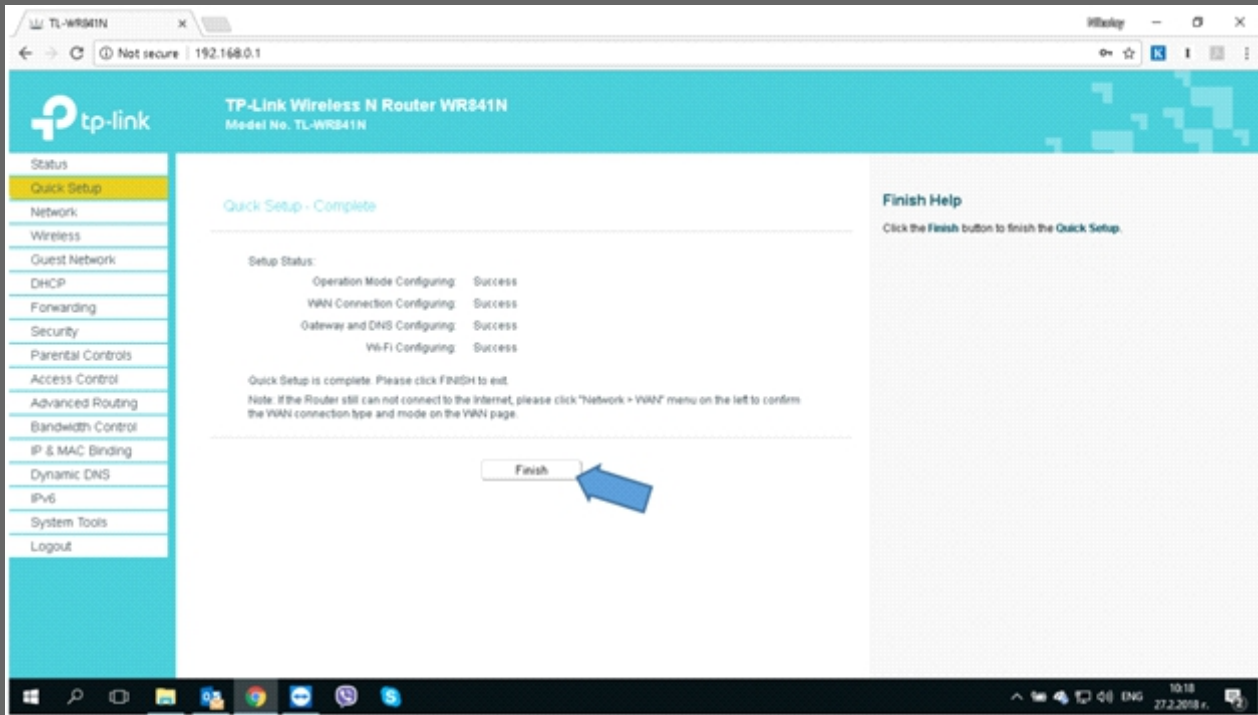 TL-WR841N
Not secure | 192.168.0.1
tp-link
TP-Link Wireless N Router WR841N
Model No. TL-WR841N
Status
Quick Setup
Network
Wireless
Guest Network
DHCP
Forwarding
Security
Parental Controls
Access Control
Advanced Routing
Bandwidth Control
IP & MAC Binding
Dynamic DNS
IPv6
System Tools
Logout
Quick Setup - Complete
Setup Status:
Operation Mode Configuring: Success
WAN Connection Configuring: Success
Gateway and DNS Configuring: Success
Wi-Fi Configuring: Success
Quick Setup is complete. Please click FINISH to exit.
Note: If the Router still can not connect to the Internet, please click "Network > WAN" menu on the left to confirm
the WAN connection type and mode on the WAN page.
Finish
Finish Help
Click the Finish button to finish the Quick Setup.
ENG
10:18
27.2.2018 г.